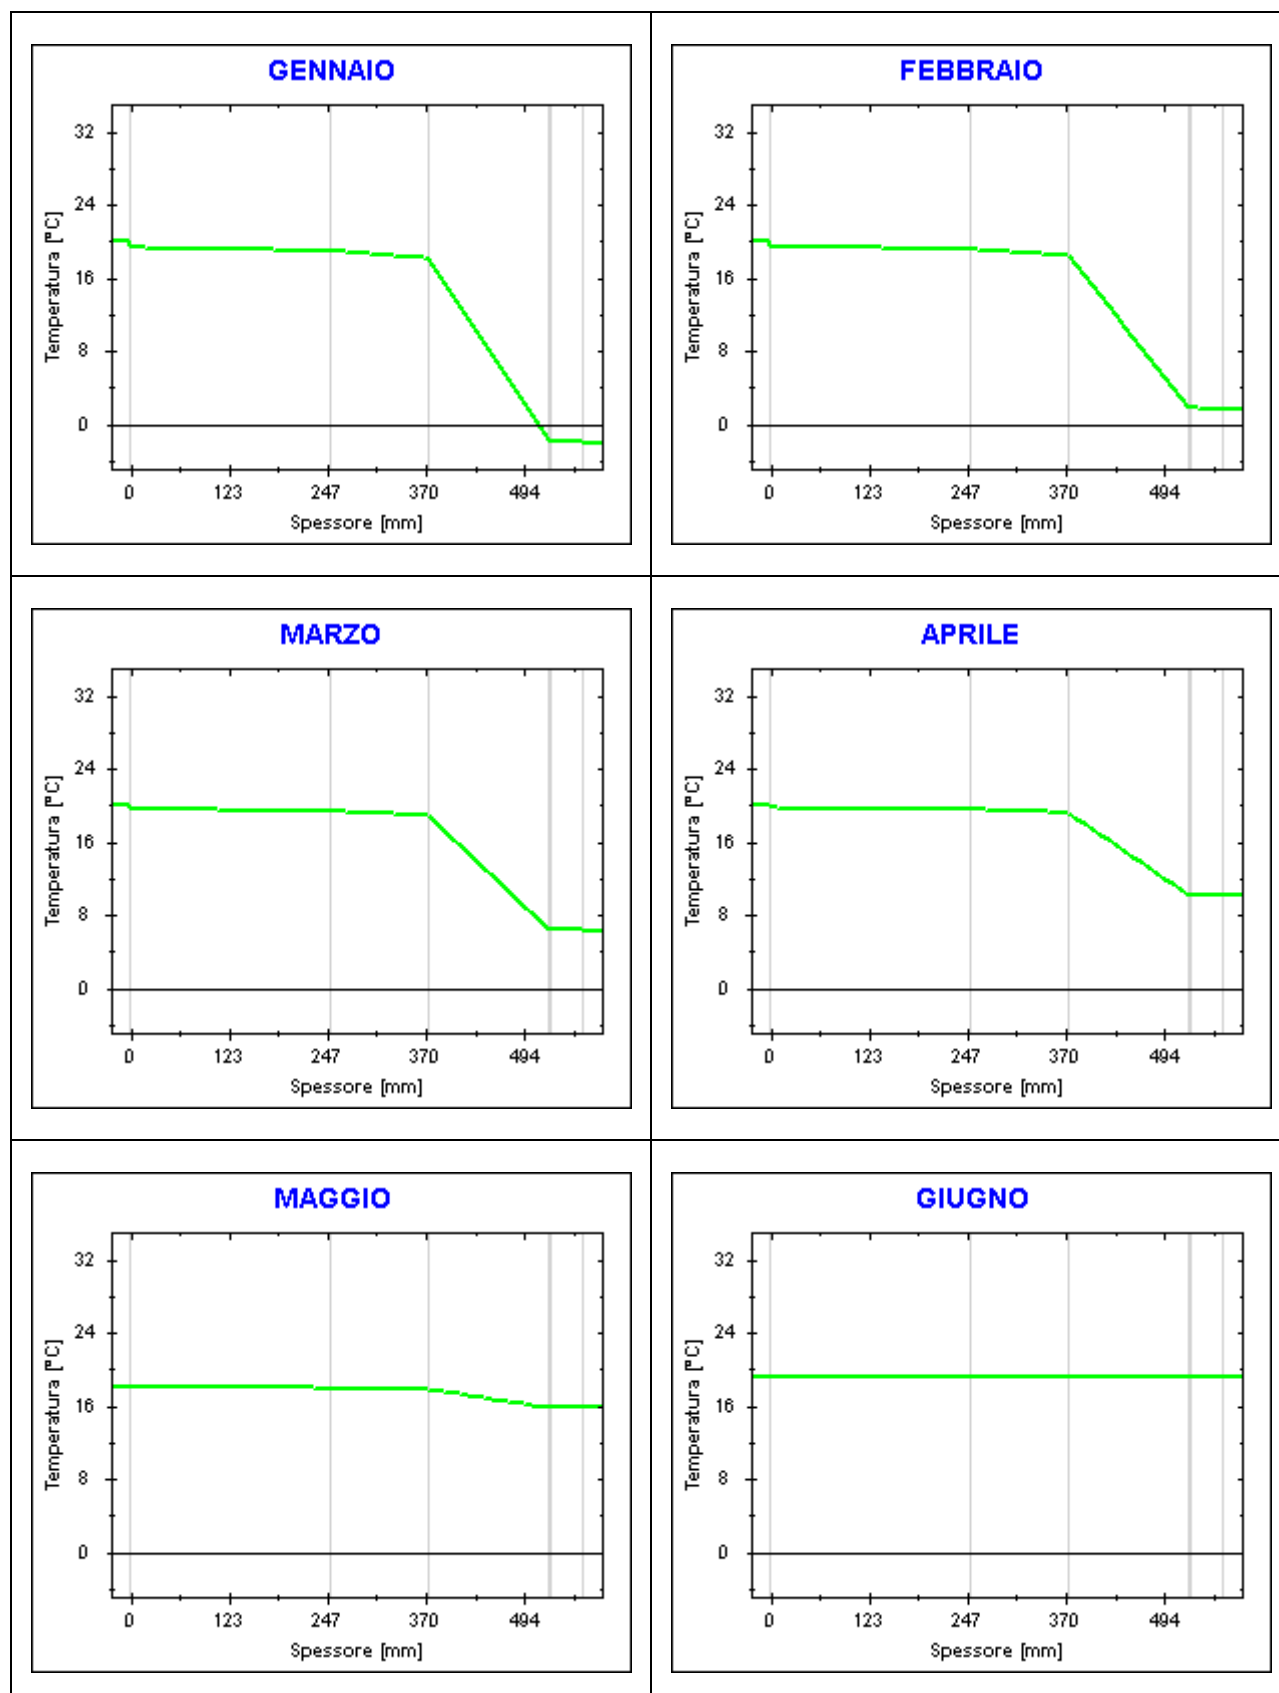 GENNAIO
32
24
16
8
0
Temperatura [°C]
0 123 247 370 494
Spessore [mm]
FEBBRAIO
32
24
16
8
0
Temperatura [°C]
0 123 247 370 494
Spessore [mm]
MARZO
32
24
16
8
0
Temperatura [°C]
0 123 247 370 494
Spessore [mm]
APRILE
32
24
16
8
0
Temperatura [°C]
0 123 247 370 494
Spessore [mm]
MAGGIO
32
24
16
8
0
Temperatura [°C]
0 123 247 370 494
Spessore [mm]
GIUGNO
32
24
16
8
0
Temperatura [°C]
0 123 247 370 494
Spessore [mm]